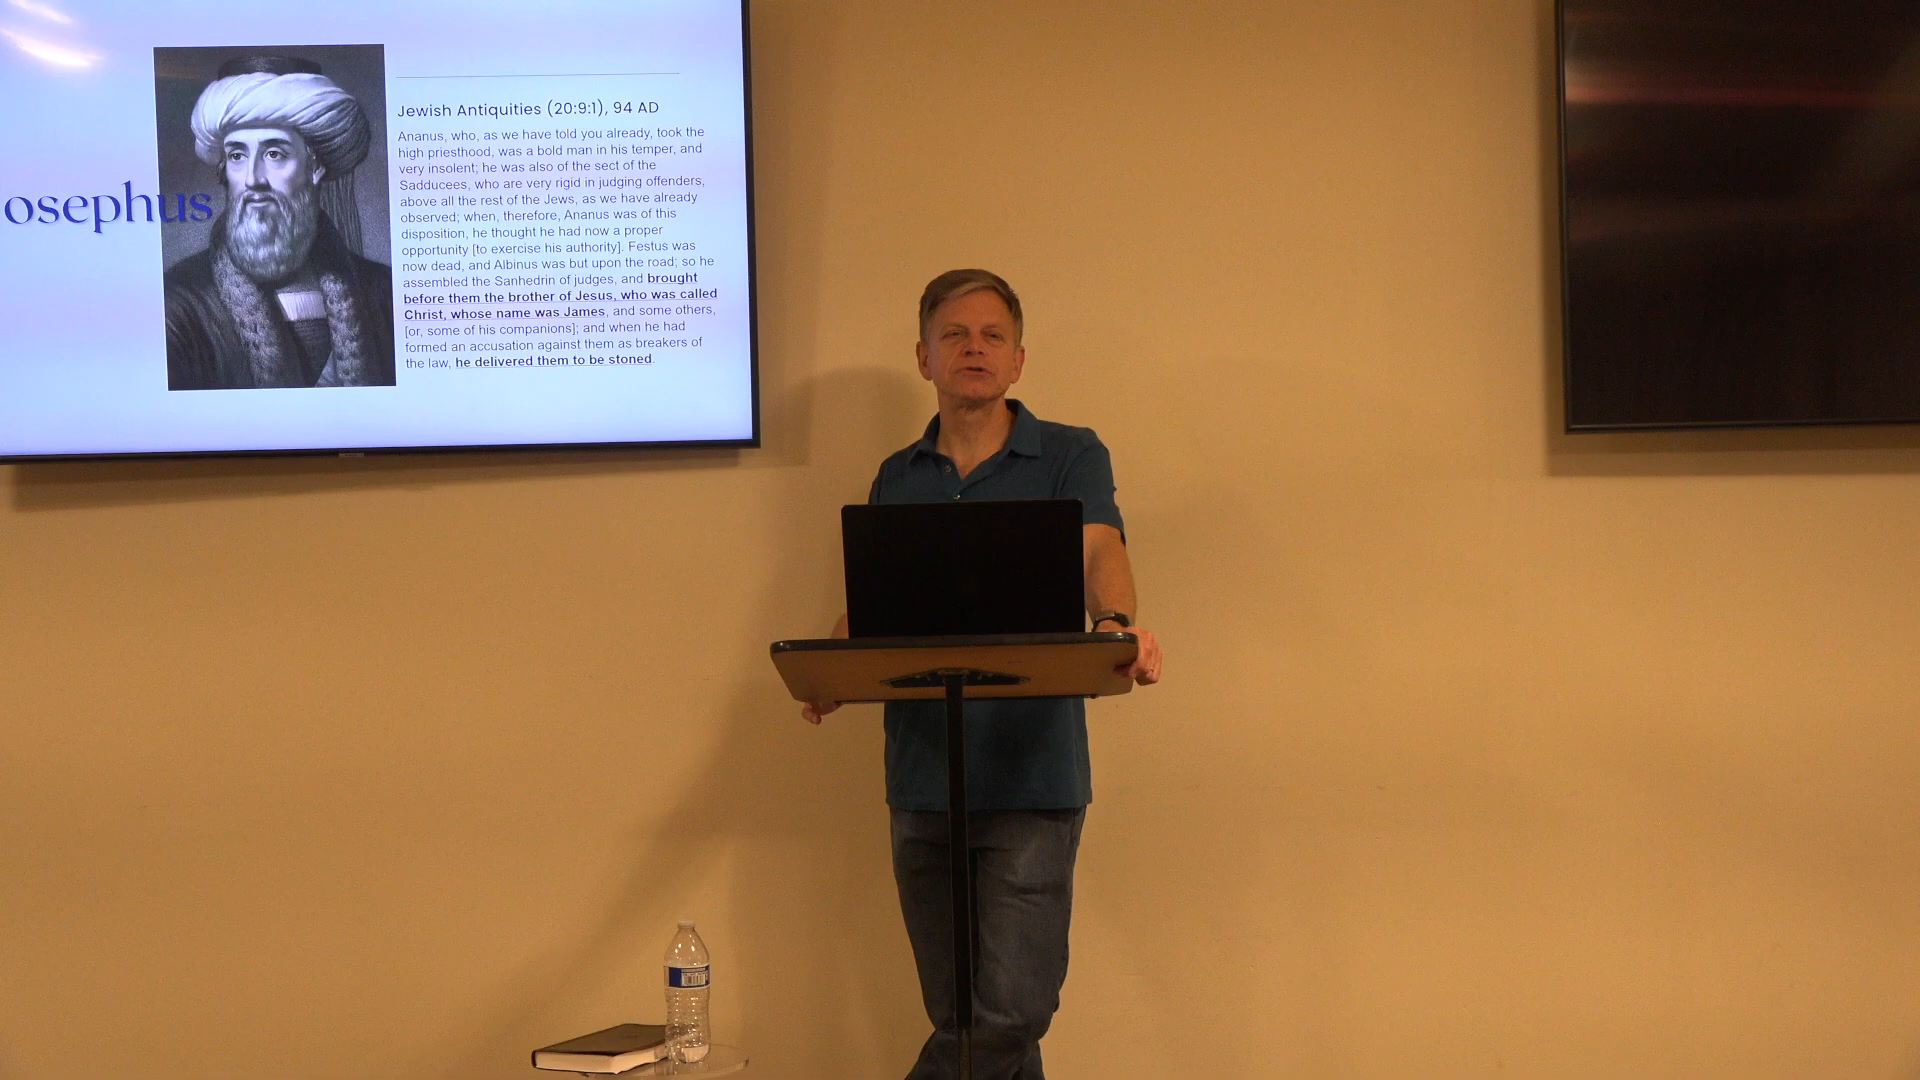 osephus
Jewish Antiquities (20:9:1), 94 AD
Ananus, who, as we have told you already, took the
high priesthood, was a bold man in his temper, and
very insolent; he was also of the sect of the
Sadducees, who are very rigid in judging offenders,
above all the rest of the Jews, as we have already
observed; when, therefore, Ananus was of this
disposition, he thought he had now a proper
opportunity [to exercise his authority]. Festus was
now dead, and Albinus was but upon the road; so he
assembled the Sanhedrin of judges, and brought
before them the brother of Jesus, who was called
Christ, whose name was James, and some others,
[or, some of his companions]; and when he had
formed an accusation against them as breakers of
the law, he delivered them to be stoned.